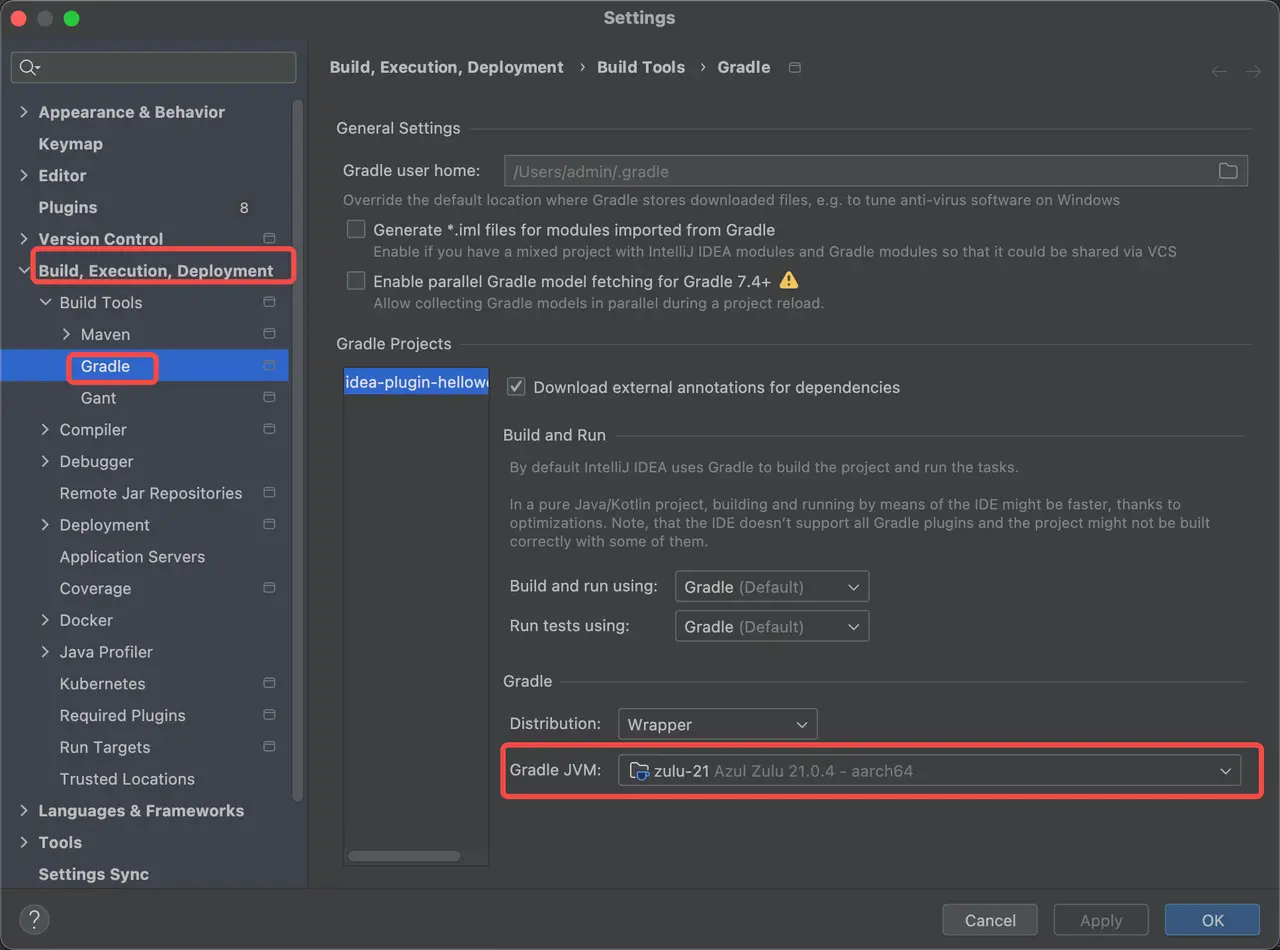 Settings
Appearance & Behavior
Keymap
Editor
Plugins 8
Version Control
Build, Execution, Deployment
Build Tools
Maven
Gradle
Gant
Compiler
Debugger
Remote Jar Repositories
Deployment
Application Servers
Coverage
Docker
Java Profiler
Kubernetes
Required Plugins
Run Targets
Trusted Locations
Languages & Frameworks
Tools
Settings Sync
Build, Execution, Deployment › Build Tools › Gradle
General Settings
Gradle user home: /Users/admin/.gradle
Override the default location where Gradle stores downloaded files, e.g. to tune anti-virus software on Windows
Generate *.iml files for modules imported from Gradle
Enable if you have a mixed project with IntelliJ IDEA modules and Gradle modules so that it could be shared via VCS
Enable parallel Gradle model fetching for Gradle 7.4+
Allow collecting Gradle models in parallel during a project reload.
Gradle Projects
idea-plugin-hellow
Download external annotations for dependencies
Build and Run
By default IntelliJ IDEA uses Gradle to build the project and run the tasks.
In a pure Java/Kotlin project, building and running by means of the IDE might be faster, thanks to
optimizations. Note, that the IDE doesn't support all Gradle plugins and the project might not be built
correctly with some of them.
Build and run using: Gradle (Default)
Run tests using: Gradle (Default)
Gradle
Distribution: Wrapper
Gradle JVM: zulu-21 Azul Zulu 21.0.4 - aarch64
? Cancel Apply OK